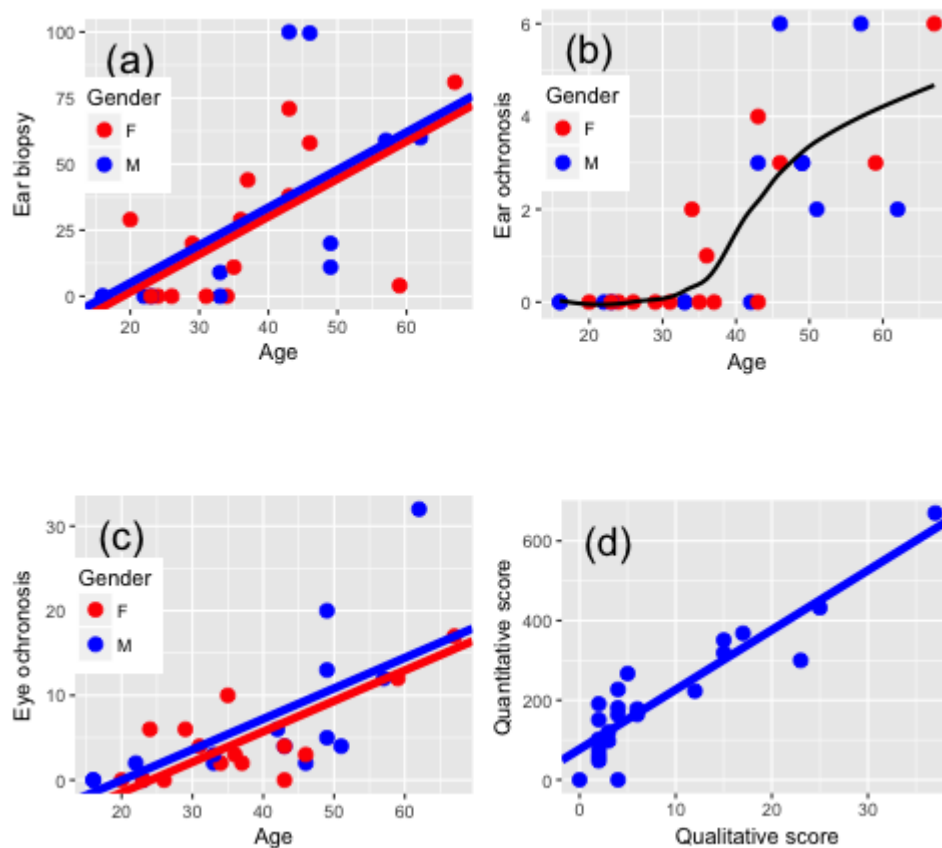 (a)
Gender
F
M
Ear biopsy
100
75
50
25
0
20 30 40 50 60
Age
(b)
Gender
F
M
Ear ochronosis
6
4
2
0
20 30 40 50 60
Age
(c)
Gender
F
M
Eye ochronosis
30
20
10
0
20 30 40 50 60
Age
(d)
Quantitative score
600
400
200
0
0 10 20 30
Qualitative score